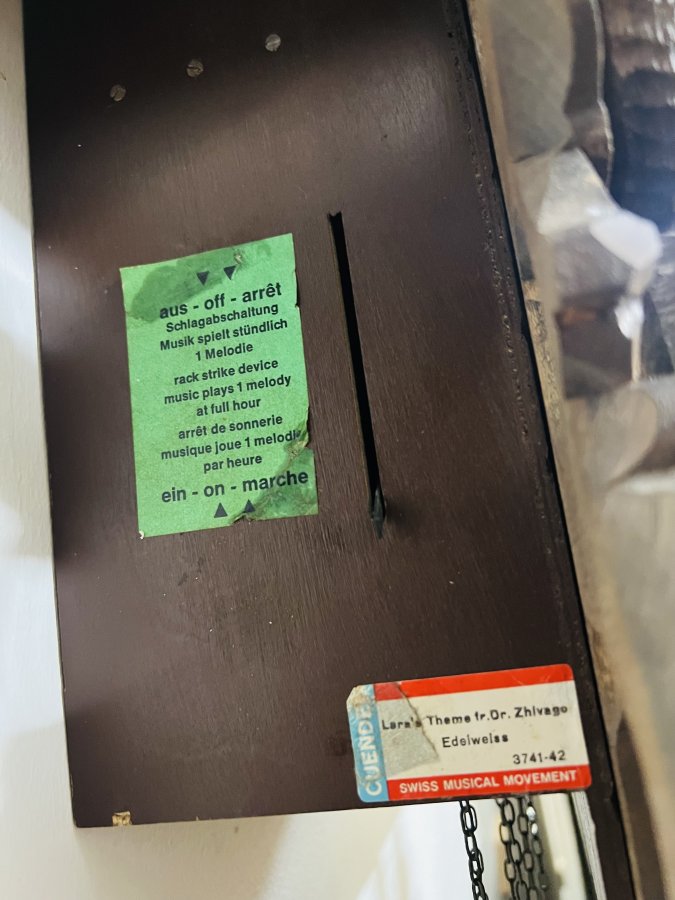 aus - off - arrêt
Schlagabschaltung
Musik spielt stündlich
1 Melodie
rack strike device
music plays 1 melody
at full hour
arrêt de sonnerie
musique joue 1 melodie
par heure
ein - on - marche
CUENDET
Lara's Theme fr.Dr. Zhivago
Edelweiss
3741-42
SWISS MUSICAL MOVEMENT